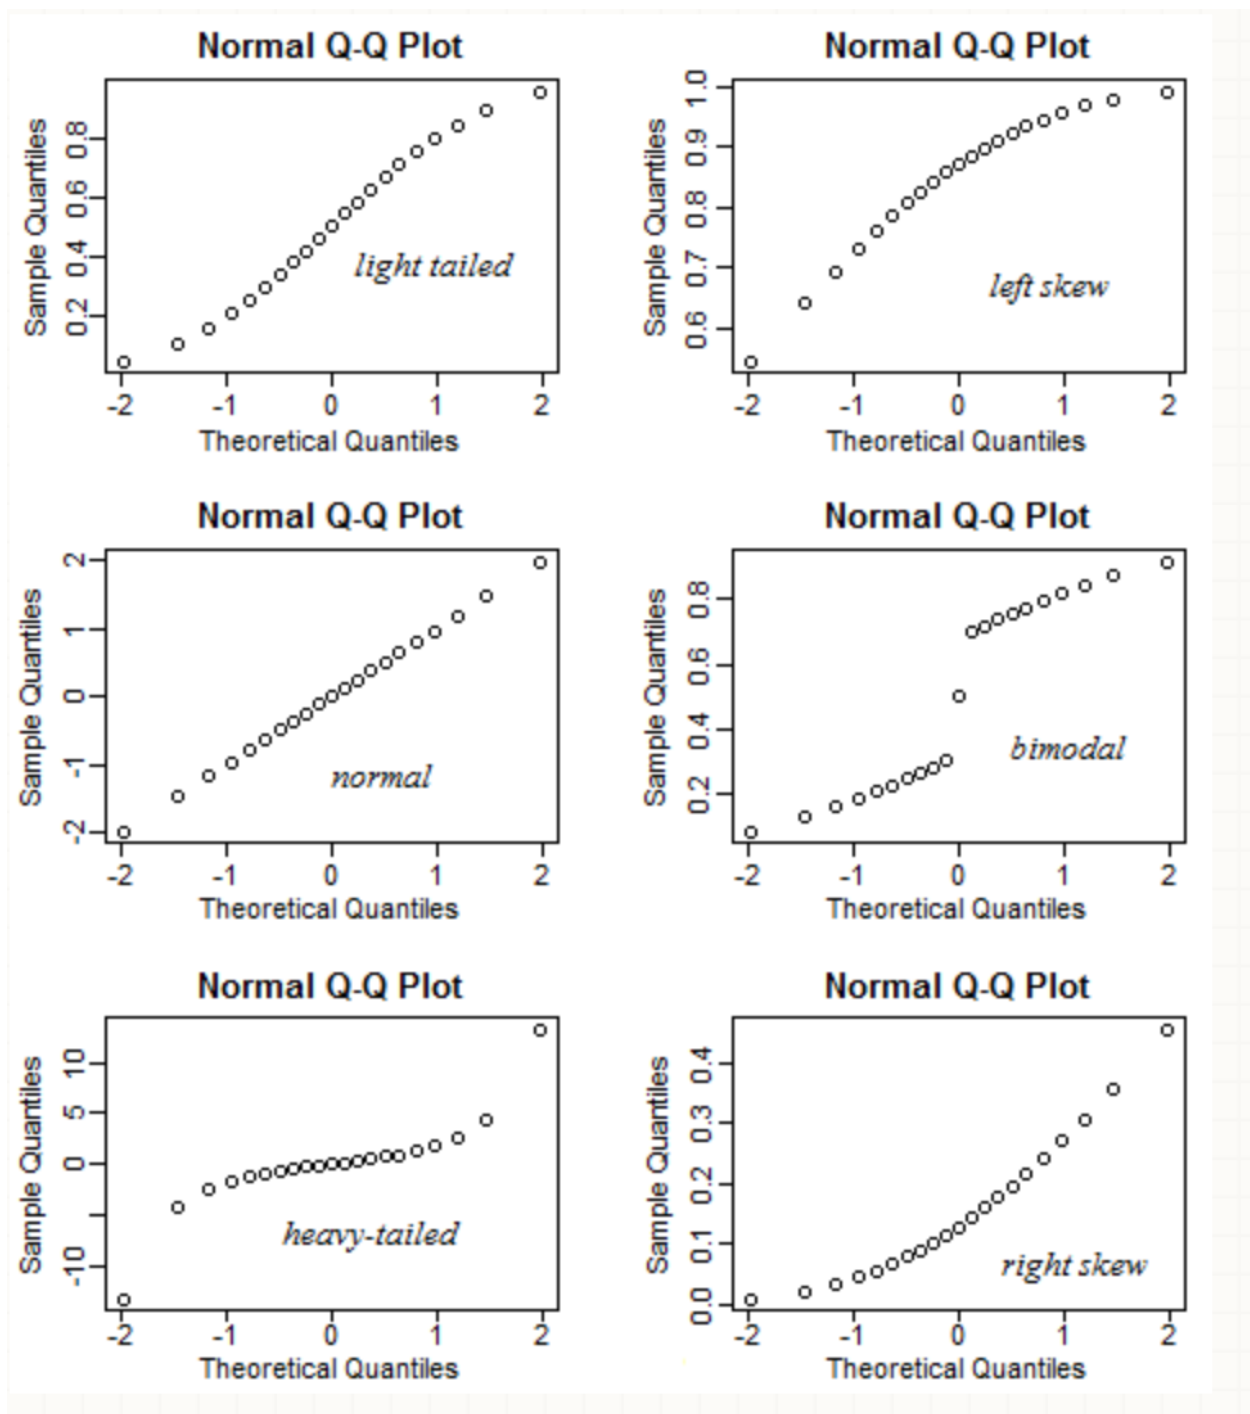 Normal Q-Q Plot
Sample Quantiles
0.8
0.6
0.4
0.2
light tailed
-2 -1 0 1 2
Theoretical Quantiles
Normal Q-Q Plot
Sample Quantiles
1.0
0.9
0.8
0.7
0.6
left skew
-2 -1 0 1 2
Theoretical Quantiles
Normal Q-Q Plot
Sample Quantiles
2
1
0
-1
-2
normal
-2 -1 0 1 2
Theoretical Quantiles
Normal Q-Q Plot
Sample Quantiles
0.8
0.6
0.4
0.2
bimodal
-2 -1 0 1 2
Theoretical Quantiles
Normal Q-Q Plot
Sample Quantiles
10
5
0
-10
heavy-tailed
-2 -1 0 1 2
Theoretical Quantiles
Normal Q-Q Plot
Sample Quantiles
0.4
0.3
0.2
0.1
0.0
right skew
-2 -1 0 1 2
Theoretical Quantiles